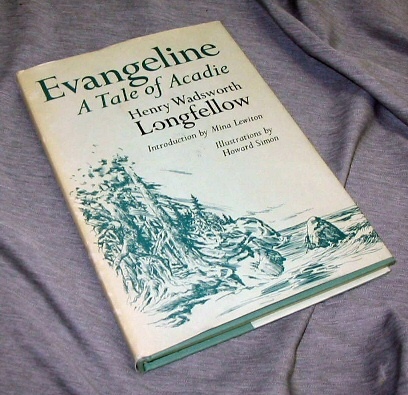 Evangeline
A Tale of Acadie
Henry Wadsworth
Longfellow
Introduction by Mina Lewiton
Illustrations by
Howard Simon